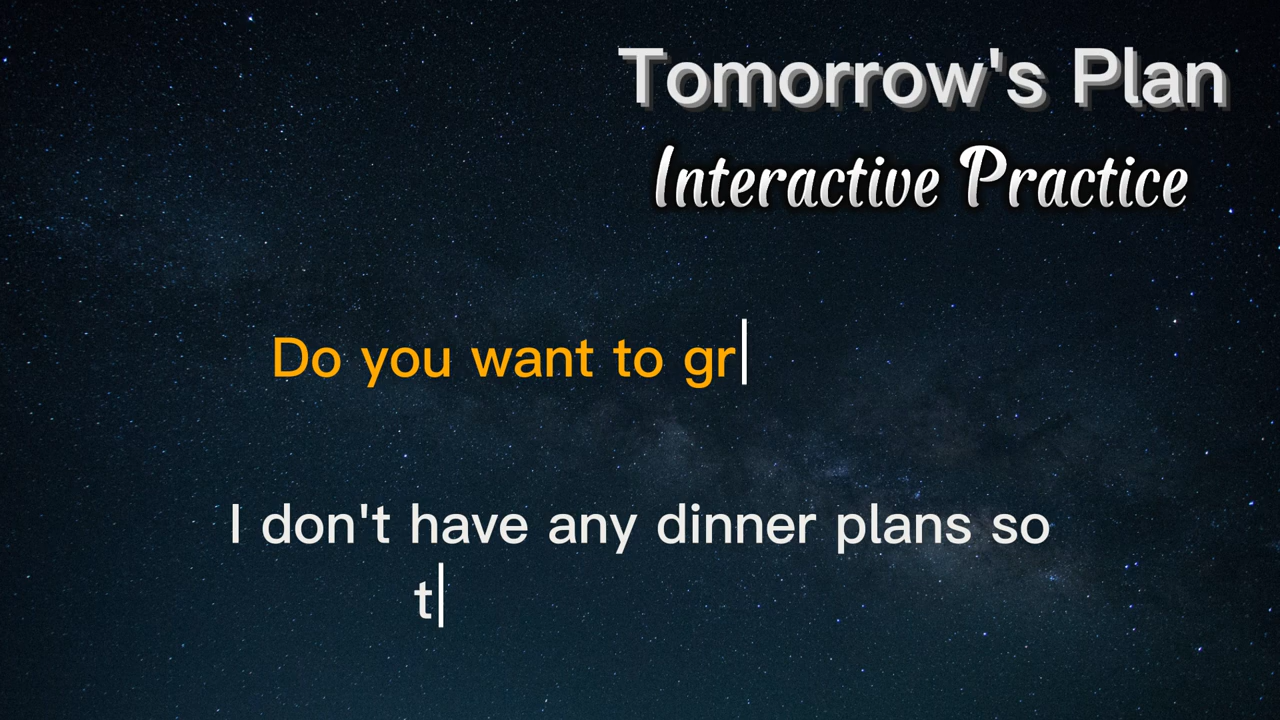 Tomorrow's Plan
Interactive Practice
Do you want to gr
I don't have any dinner plans so
t